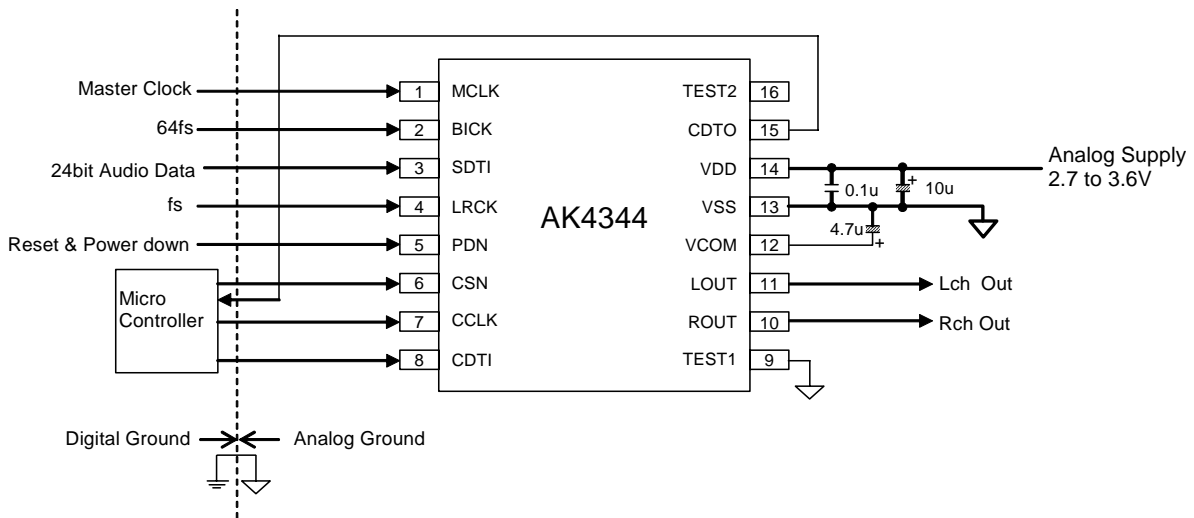 Master Clock
1
MCLK
TEST2
16
64fs
2
BICK
CDTO
15
24bit Audio Data
3
SDTI
VDD
14
Analog Supply
2.7 to 3.6V
0.1u
+
10u
fs
4
LRCK
VSS
13
AK4344
4.7u
+
Reset & Power down
5
PDN
VCOM
12
6
CSN
LOUT
11
Lch Out
Micro
Controller
7
CCLK
ROUT
10
Rch Out
8
CDTI
TEST1
9
Digital Ground
Analog Ground